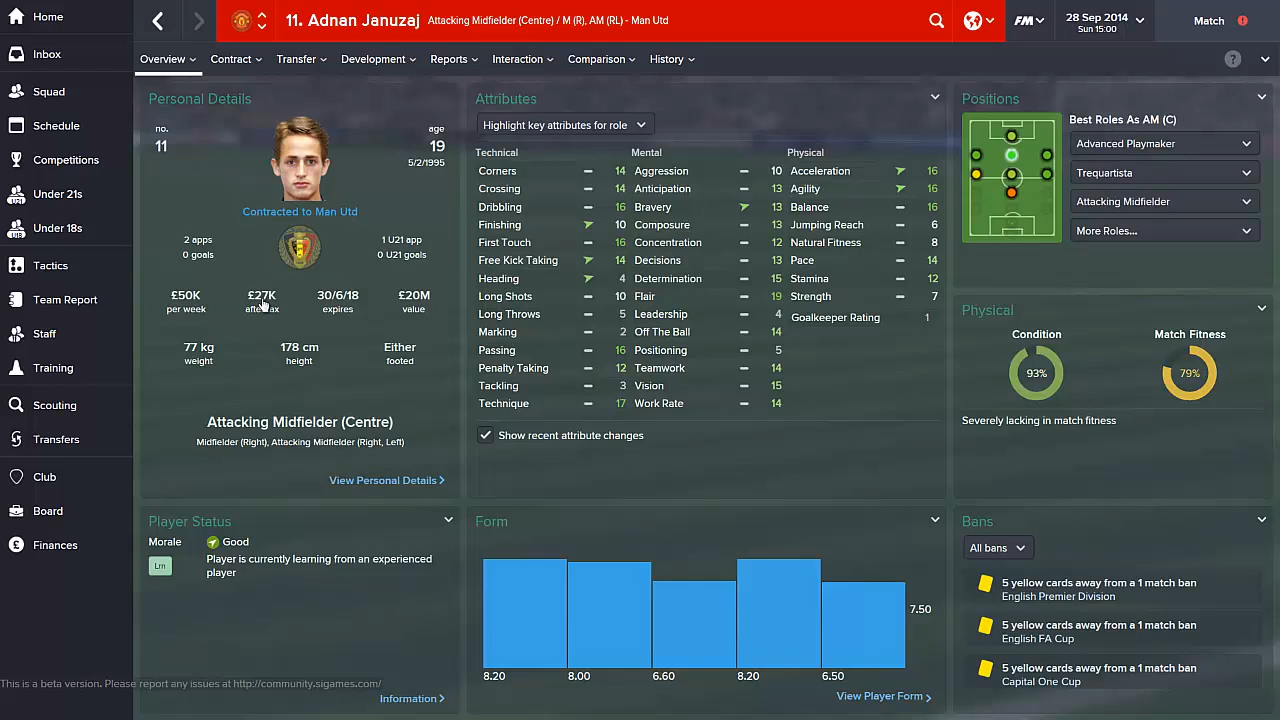 Home
Inbox
Squad
Schedule
Competitions
Under 21s
Under 18s
Tactics
Team Report
Staff
Training
Scouting
Transfers
Club
Board
Finances
11. Adnan Januzaj Attacking Midfielder (Centre) / M (R), AM (RL) - Man Utd
FM
28 Sep 2014
Sun 15:00
Match
Overview Contract Transfer Development Reports Interaction Comparison History
Personal Details
no.
11
age
19
5/2/1995
Contracted to Man Utd
2 apps
0 goals
1 U21 app
0 U21 goals
£50K
per week
£27K
30/6/18
expires
£20M
value
77 kg
weight
178 cm
height
Either
footed
Attacking Midfielder (Centre)
Midfielder (Right), Attacking Midfielder (Right, Left)
View Personal Details
Attributes
Highlight key attributes for role
Technical Mental Physical
Corners 14 Aggression 10 Acceleration 16
Crossing 14 Anticipation 13 Agility 16
Dribbling 16 Bravery 13 Balance 16
Finishing 10 Composure 13 Jumping Reach 6
First Touch 16 Concentration 12 Natural Fitness 8
Free Kick Taking 14 Decisions 13 Pace 14
Heading 4 Determination 15 Stamina 12
Long Shots 10 Flair 19 Strength 7
Long Throws 5 Leadership 4 Goalkeeper Rating 1
Marking 2 Off The Ball 14
Passing 16 Positioning 5
Penalty Taking 12 Teamwork 14
Tackling 3 Vision 15
Technique 17 Work Rate 14
Show recent attribute changes
Positions
Best Roles As AM (C)
Advanced Playmaker
Trequartista
Attacking Midfielder
More Roles...
Physical
Condition
93%
Match Fitness
79%
Severely lacking in match fitness
Player Status
Morale Good
Lrn Player is currently learning from an experienced
player
Information
Form
7.50
8.20 8.00 6.60 8.20 6.50
View Player Form
Bans
All bans
5 yellow cards away from a 1 match ban
English Premier Division
5 yellow cards away from a 1 match ban
English FA Cup
5 yellow cards away from a 1 match ban
Capital One Cup
This is a beta version. Please report any issues at http://community.sigames.com/